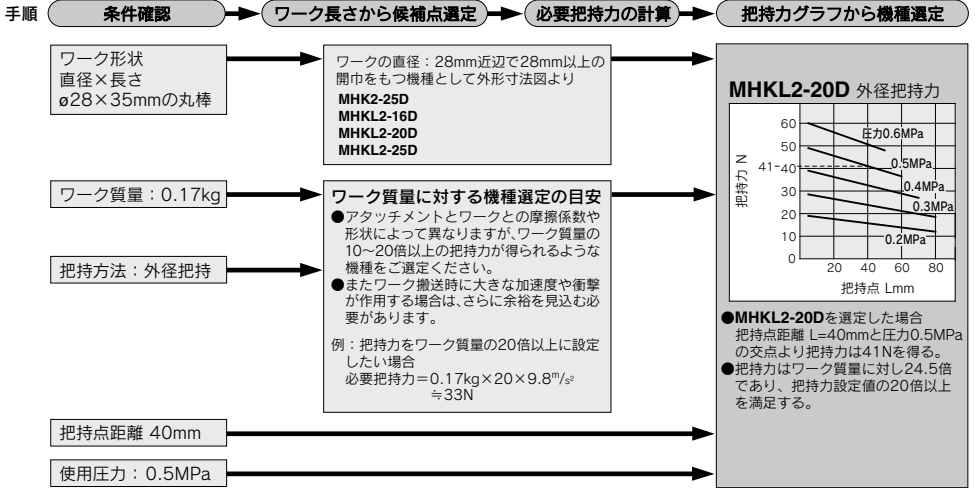 手順 条件確認 ワーク長さから候補点選定 必要把持力の計算 把持力グラフから機種選定
ワーク形状
直径×長さ
ø28×35mmの丸棒
ワークの直径：28mm近辺で28mm以上の
開巾をもつ機種として外形寸法図より
MHK2-25D
MHKL2-16D
MHKL2-20D
MHKL2-25D
ワーク質量：0.17kg
把持方法：外径把持
ワーク質量に対する機種選定の目安
●アタッチメントとワークとの摩擦係数や
形状によって異なりますが、ワーク質量の
10～20倍以上の把持力が得られるような
機種をご選定ください。
●またワーク搬送時に大きな加速度や衝撃
が作用する場合は、さらに余裕を見込む必
要があります。
例：把持力をワーク質量の20倍以上に設定
したい場合
必要把持力＝0.17kg×20×9.8m/s²
≒33N
把持点距離 40mm
使用圧力：0.5MPa
MHKL2-20D 外径把持力
把持力 N
60
50
41
40
30
20
10
0
圧力0.6MPa
0.5MPa
0.4MPa
0.3MPa
0.2MPa
20 40 60 80
把持点 Lmm
●MHKL2-20Dを選定した場合
把持点距離 L=40mmと圧力0.5MPa
の交点より把持力は41Nを得る。
●把持力はワーク質量に対し24.5倍
であり、把持力設定値の20倍以上
を満足する。